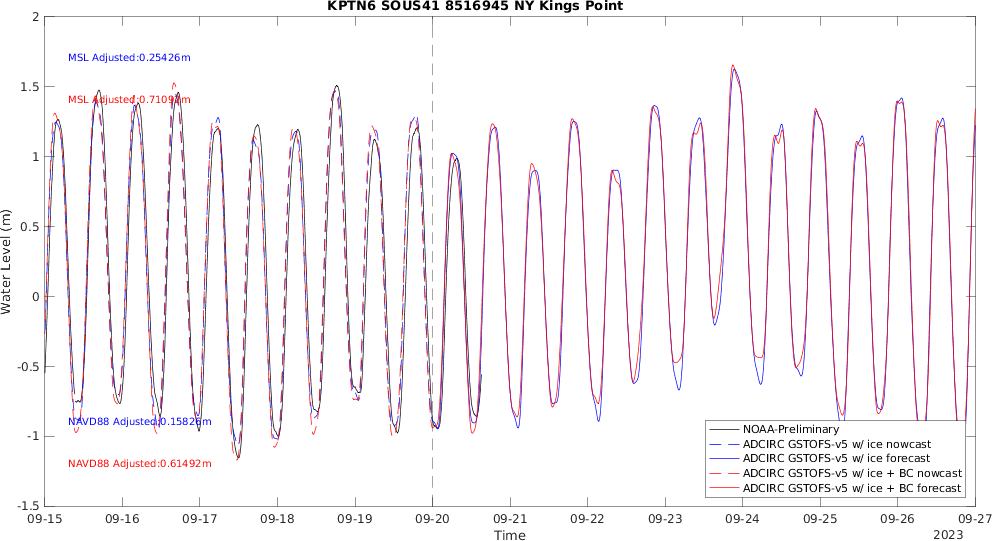 KPTN6 SOUS41 8516945 NY Kings Point
2
1.5
1
0.5
0
-0.5
-1
-1.5
Water Level (m)
MSL Adjusted:0.25426m
MSL Adjusted:0.7109
NAVD88 Adjusted:0.15826m
NAVD88 Adjusted:0.61492m
NOAA-Preliminary
ADCIRC GSTOFS-v5 w/ ice nowcast
ADCIRC GSTOFS-v5 w/ ice forecast
ADCIRC GSTOFS-v5 w/ ice + BC nowcast
ADCIRC GSTOFS-v5 w/ ice + BC forecast
09-15 09-16 09-17 09-18 09-19 09-20 09-21 09-22 09-23 09-24 09-25 09-26 09-27
Time
2023